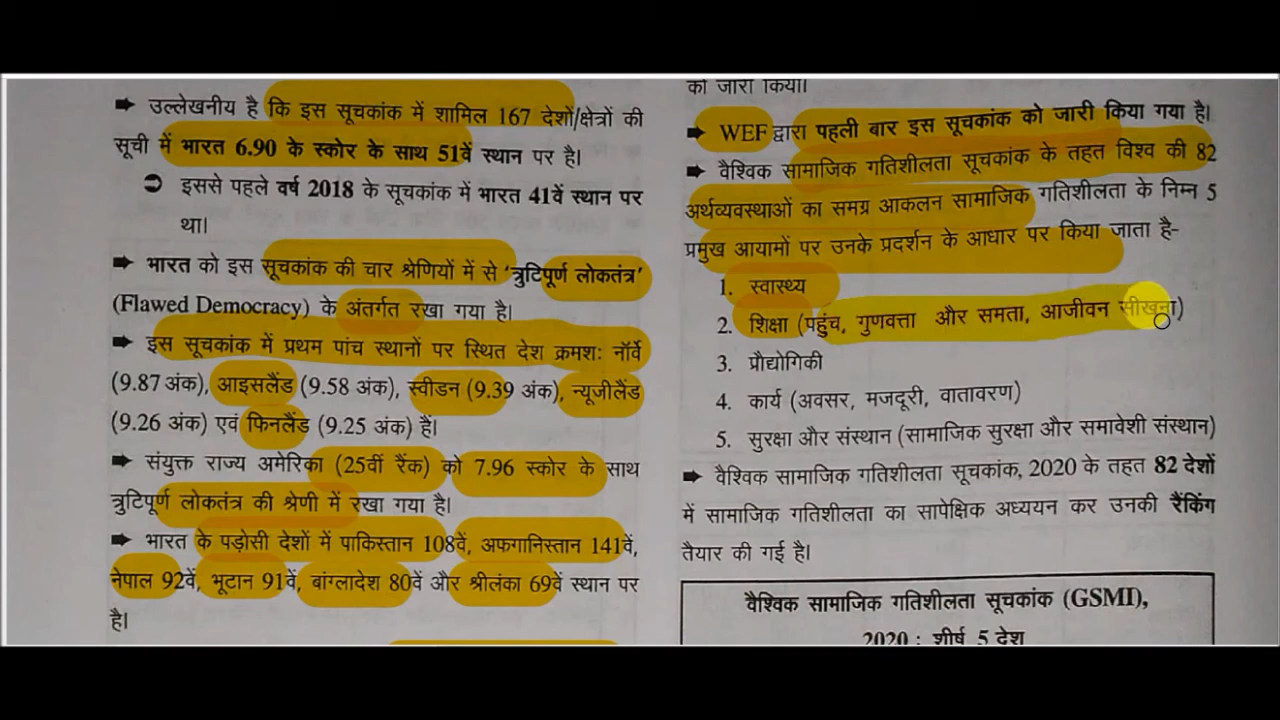 ➡ उल्लेखनीय है कि इस सूचकांक में शामिल 167 देशों/क्षेत्रों की
सूची में भारत 6.90 के स्कोर के साथ 51वें स्थान पर है।
➲ इससे पहले वर्ष 2018 के सूचकांक में भारत 41वें स्थान पर
था।
➡ भारत को इस सूचकांक की चार श्रेणियों में से 'त्रुटिपूर्ण लोकतंत्र'
(Flawed Democracy) के अंतर्गत रखा गया है।
➡ इस सूचकांक में प्रथम पांच स्थानों पर स्थित देश क्रमशः नॉर्वे
(9.87 अंक), आइसलैंड (9.58 अंक), स्वीडन (9.39 अंक), न्यूजीलैंड
(9.26 अंक) एवं फिनलैंड (9.25 अंक) हैं।
➡ संयुक्त राज्य अमेरिका (25वीं रैंक) को 7.96 स्कोर के साथ
त्रुटिपूर्ण लोकतंत्र की श्रेणी में रखा गया है।
➡ भारत के पड़ोसी देशों में पाकिस्तान 108वें, अफगानिस्तान 141वें,
नेपाल 92वें, भूटान 91वें, बांग्लादेश 80वें और श्रीलंका 69वें स्थान पर
है।
को जारी किया।
➡ WEF द्वारा पहली बार इस सूचकांक को जारी किया गया है।
➡ वैश्विक सामाजिक गतिशीलता सूचकांक के तहत विश्व की 82
अर्थव्यवस्थाओं का समग्र आकलन सामाजिक गतिशीलता के निम्न 5
प्रमुख आयामों पर उनके प्रदर्शन के आधार पर किया जाता है-
1. स्वास्थ्य
2. शिक्षा (पहुंच, गुणवत्ता और समता, आजीवन सीखना)
3. प्रौद्योगिकी
4. कार्य (अवसर, मजदूरी, वातावरण)
5. सुरक्षा और संस्थान (सामाजिक सुरक्षा और समावेशी संस्थान)
➡ वैश्विक सामाजिक गतिशीलता सूचकांक, 2020 के तहत 82 देशों
में सामाजिक गतिशीलता का सापेक्षिक अध्ययन कर उनकी रैंकिंग
तैयार की गई है।
वैश्विक सामाजिक गतिशीलता सूचकांक (GSMI),
2020 : शीर्ष 5 देश